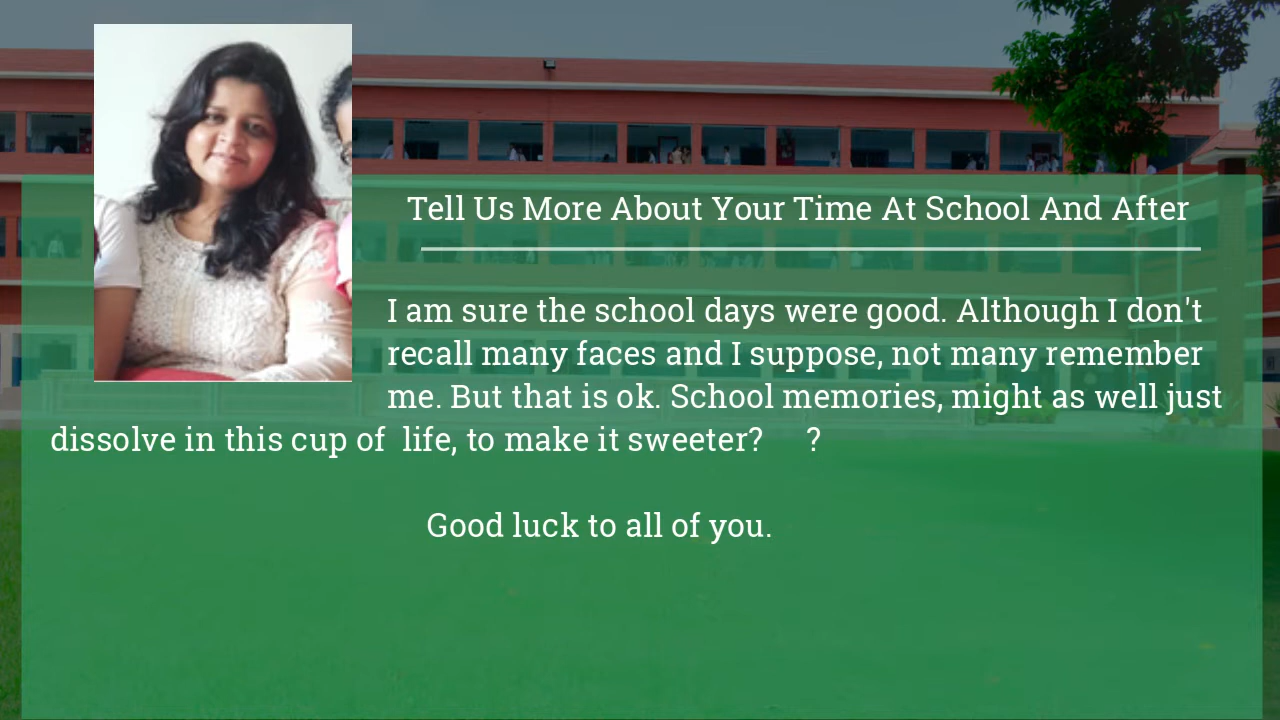 Tell Us More About Your Time At School And After
I am sure the school days were good. Although I don't
recall many faces and I suppose, not many remember
me. But that is ok. School memories, might as well just
dissolve in this cup of  life, to make it sweeter?     ?
Good luck to all of you.